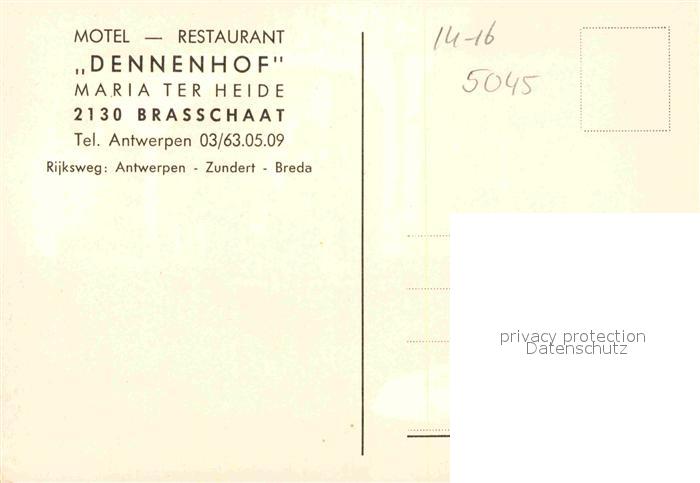 MOTEL — RESTAURANT
„DENNENHOF"
MARIA TER HEIDE
2130 BRASSCHAAT
Tel. Antwerpen 03/63.05.09
Rijksweg: Antwerpen - Zundert - Breda
14-16
5045
privacy protection
Datenschutz